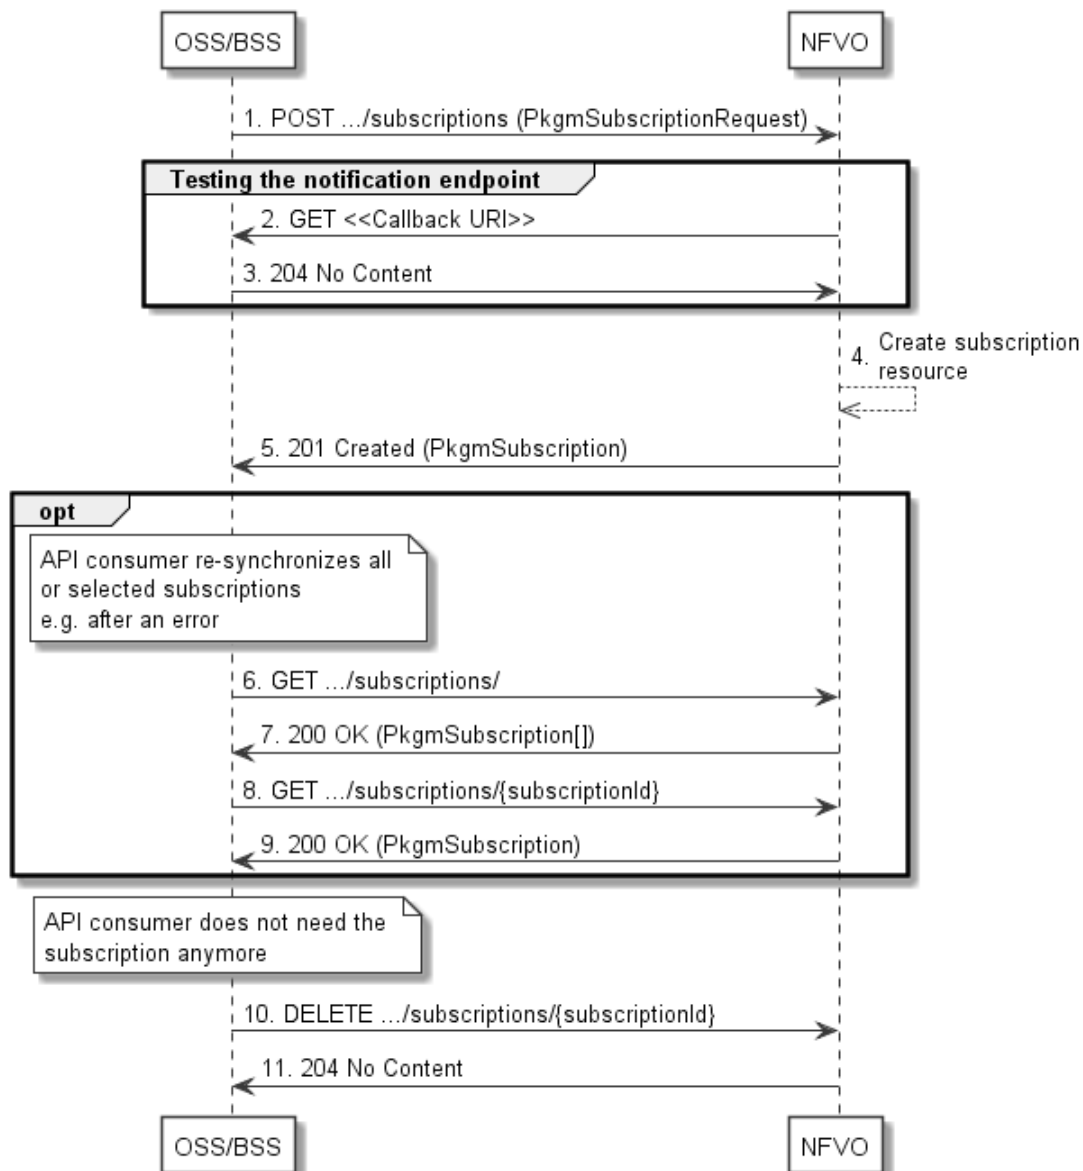 OSS/BSS
NFVO
1. POST .../subscriptions (PkgmSubscriptionRequest)
Testing the notification endpoint
2. GET <<Callback URI>>
3. 204 No Content
4. Create subscription
resource
5. 201 Created (PkgmSubscription)
opt
API consumer re-synchronizes all
or selected subscriptions
e.g. after an error
6. GET .../subscriptions/
7. 200 OK (PkgmSubscription[])
8. GET .../subscriptions/{subscriptionId}
9. 200 OK (PkgmSubscription)
API consumer does not need the
subscription anymore
10. DELETE .../subscriptions/{subscriptionId}
11. 204 No Content
OSS/BSS
NFVO